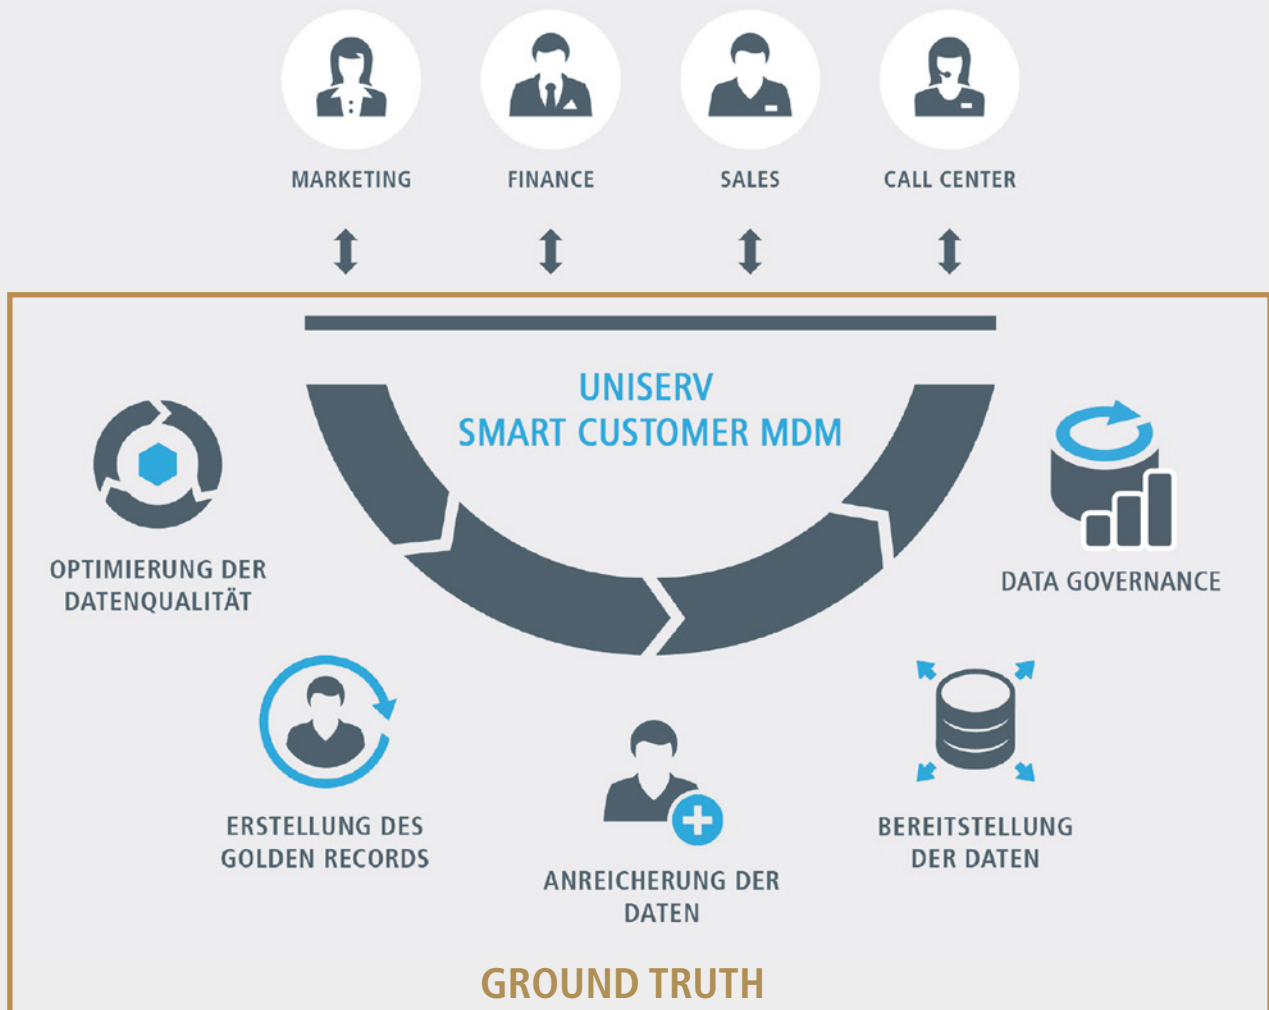 MARKETING
FINANCE
SALES
CALL CENTER
UNISERV
SMART CUSTOMER MDM
OPTIMIERUNG DER
DATENQUALITÄT
ERSTELLUNG DES
GOLDEN RECORDS
ANREICHERUNG DER
DATEN
BEREITSTELLUNG
DER DATEN
DATA GOVERNANCE
GROUND TRUTH